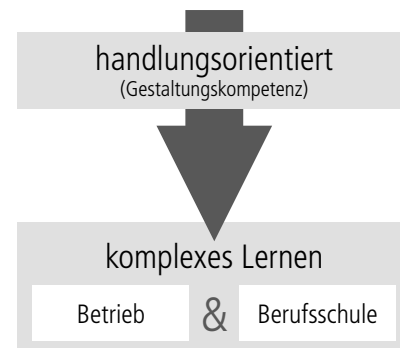 handlungsorientiert
(Gestaltungskompetenz)
komplexes Lernen
Betrieb & Berufsschule